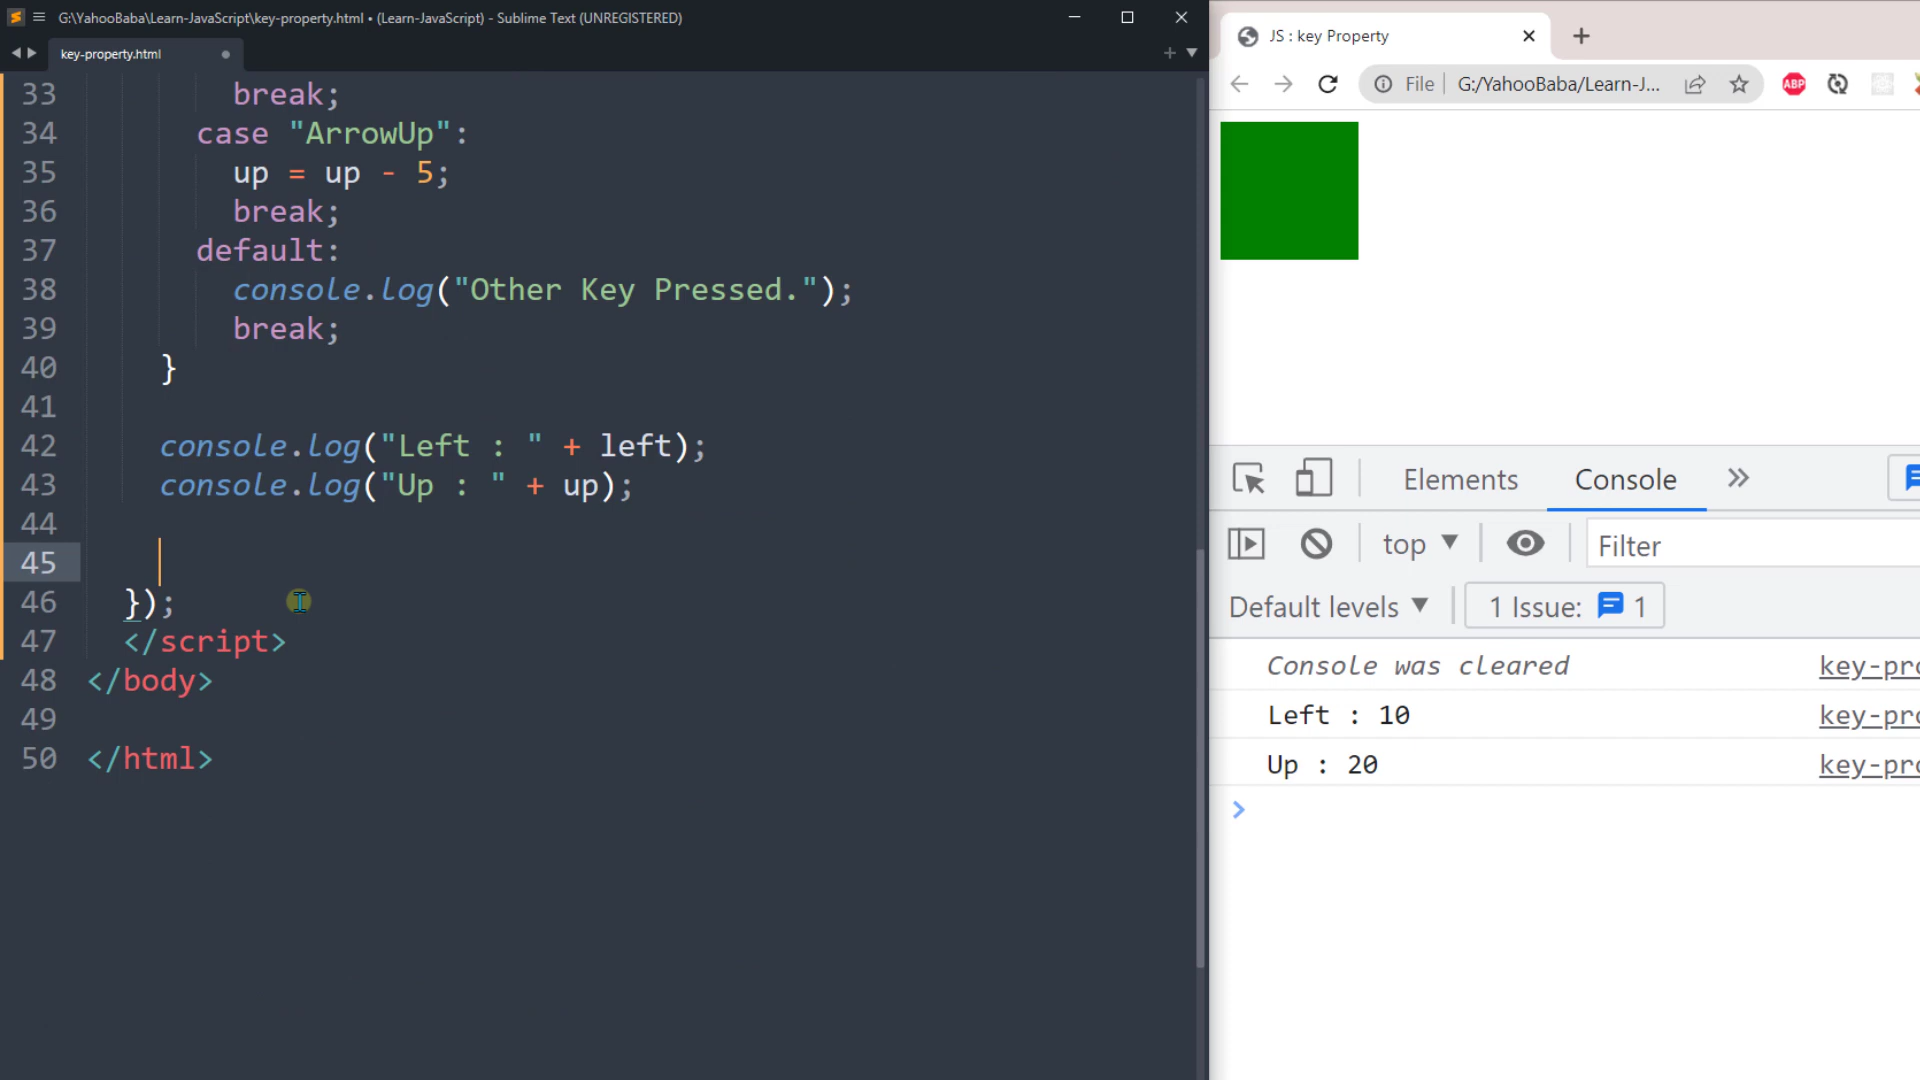 G:\YahooBaba\Learn-JavaScript\key-property.html • (Learn-JavaScript) - Sublime Text (UNREGISTERED)
key-property.html
33 break;
34 case "ArrowUp":
35 up = up - 5;
36 break;
37 default:
38 console.log("Other Key Pressed.");
39 break;
40 }
41
42 console.log("Left : " + left);
43 console.log("Up : " + up);
44
45
46 });
47 </script>
48 </body>
49
50 </html>
JS : key Property
File G:/YahooBaba/Learn-J...
ABP
Elements Console
top Filter
Default levels 1 Issue: 1
Console was cleared key-pro
Left : 10 key-pro
Up : 20 key-pro